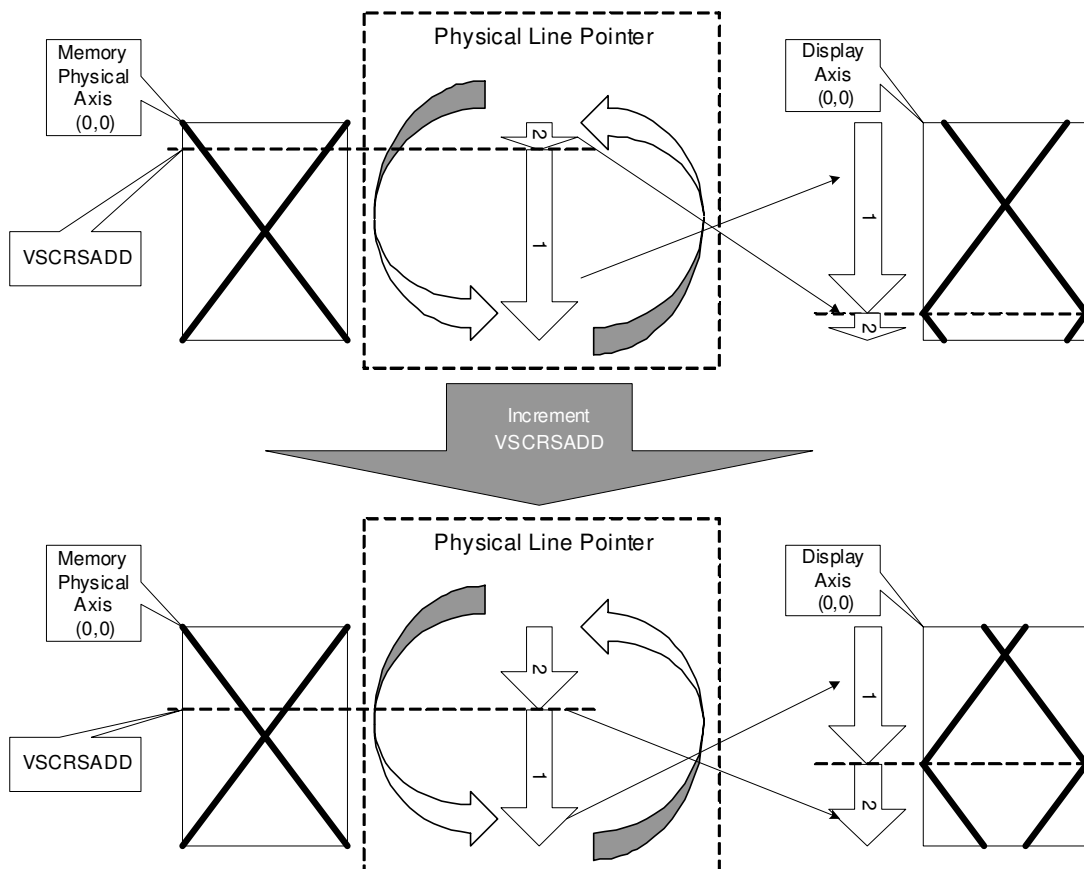 Physical Line Pointer
Memory
Physical
Axis
(0,0)
Display
Axis
(0,0)
2
1
1
2
VSCRSADD
Increment
VSCRSADD
Physical Line Pointer
Memory
Physical
Axis
(0,0)
Display
Axis
(0,0)
2
1
1
2
VSCRSADD